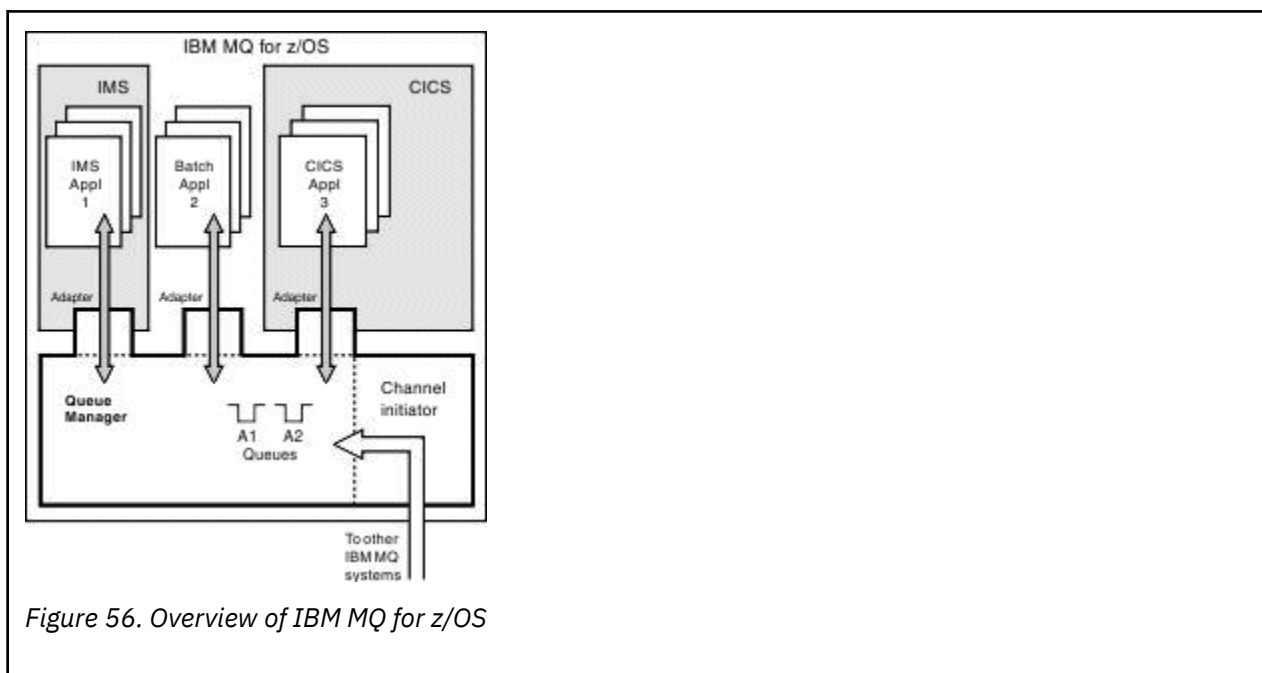 IBM MQ for z/OS
IMS
CICS
IMS
Appl
1
Batch
Appl
2
CICS
Appl
3
Adapter
Adapter
Adapter
Queue
Manager
Channel
initiator
A1 A2
Queues
To other
IBM MQ
systems
Figure 56. Overview of IBM MQ for z/OS